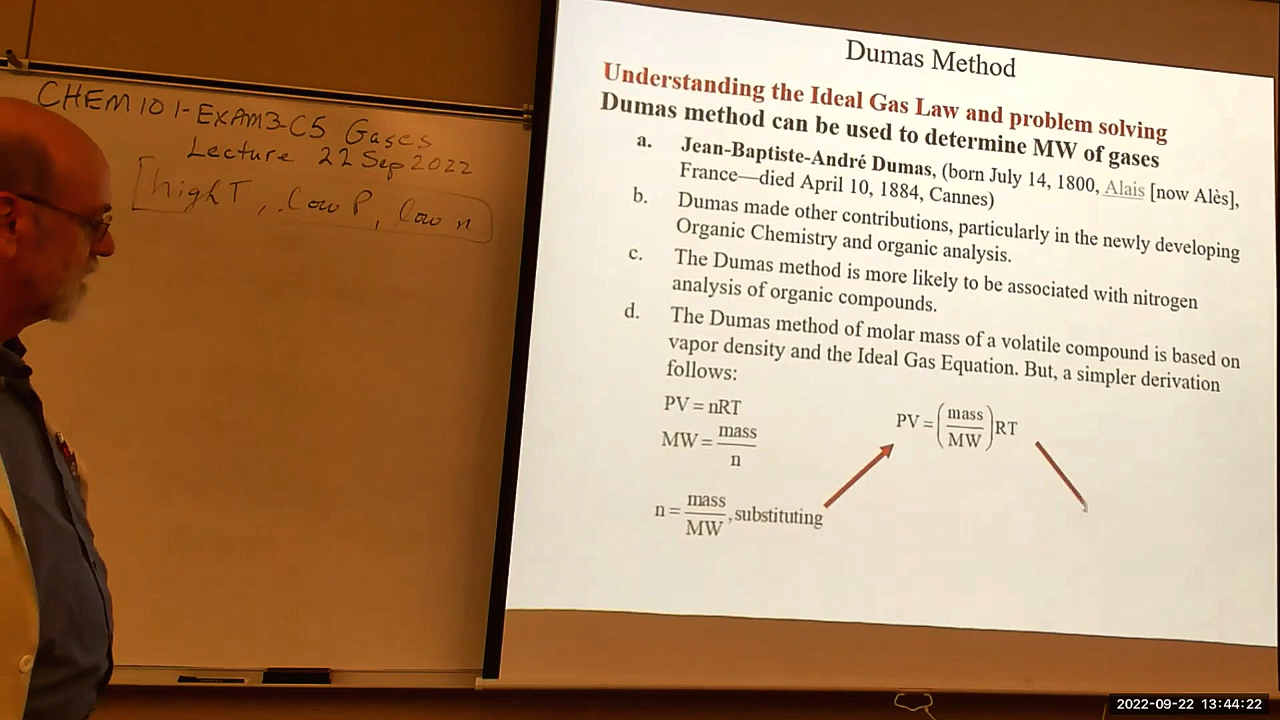 CHEM 101-EXAM3-C5 Gases
Lecture 22 Sep 2022
[high T, low P, low n
Dumas Method
Understanding the Ideal Gas Law and problem solving
Dumas method can be used to determine MW of gases
a. Jean-Baptiste-André Dumas, (born July 14, 1800, Alais [now Alès],
France—died April 10, 1884, Cannes)
b. Dumas made other contributions, particularly in the newly developing
Organic Chemistry and organic analysis.
c. The Dumas method is more likely to be associated with nitrogen
analysis of organic compounds.
d. The Dumas method of molar mass of a volatile compound is based on
vapor density and the Ideal Gas Equation. But, a simpler derivation
follows:
PV = nRT
MW = mass/n
n = mass/MW, substituting
PV = (mass/MW)RT
2022-09-22 13:44:22